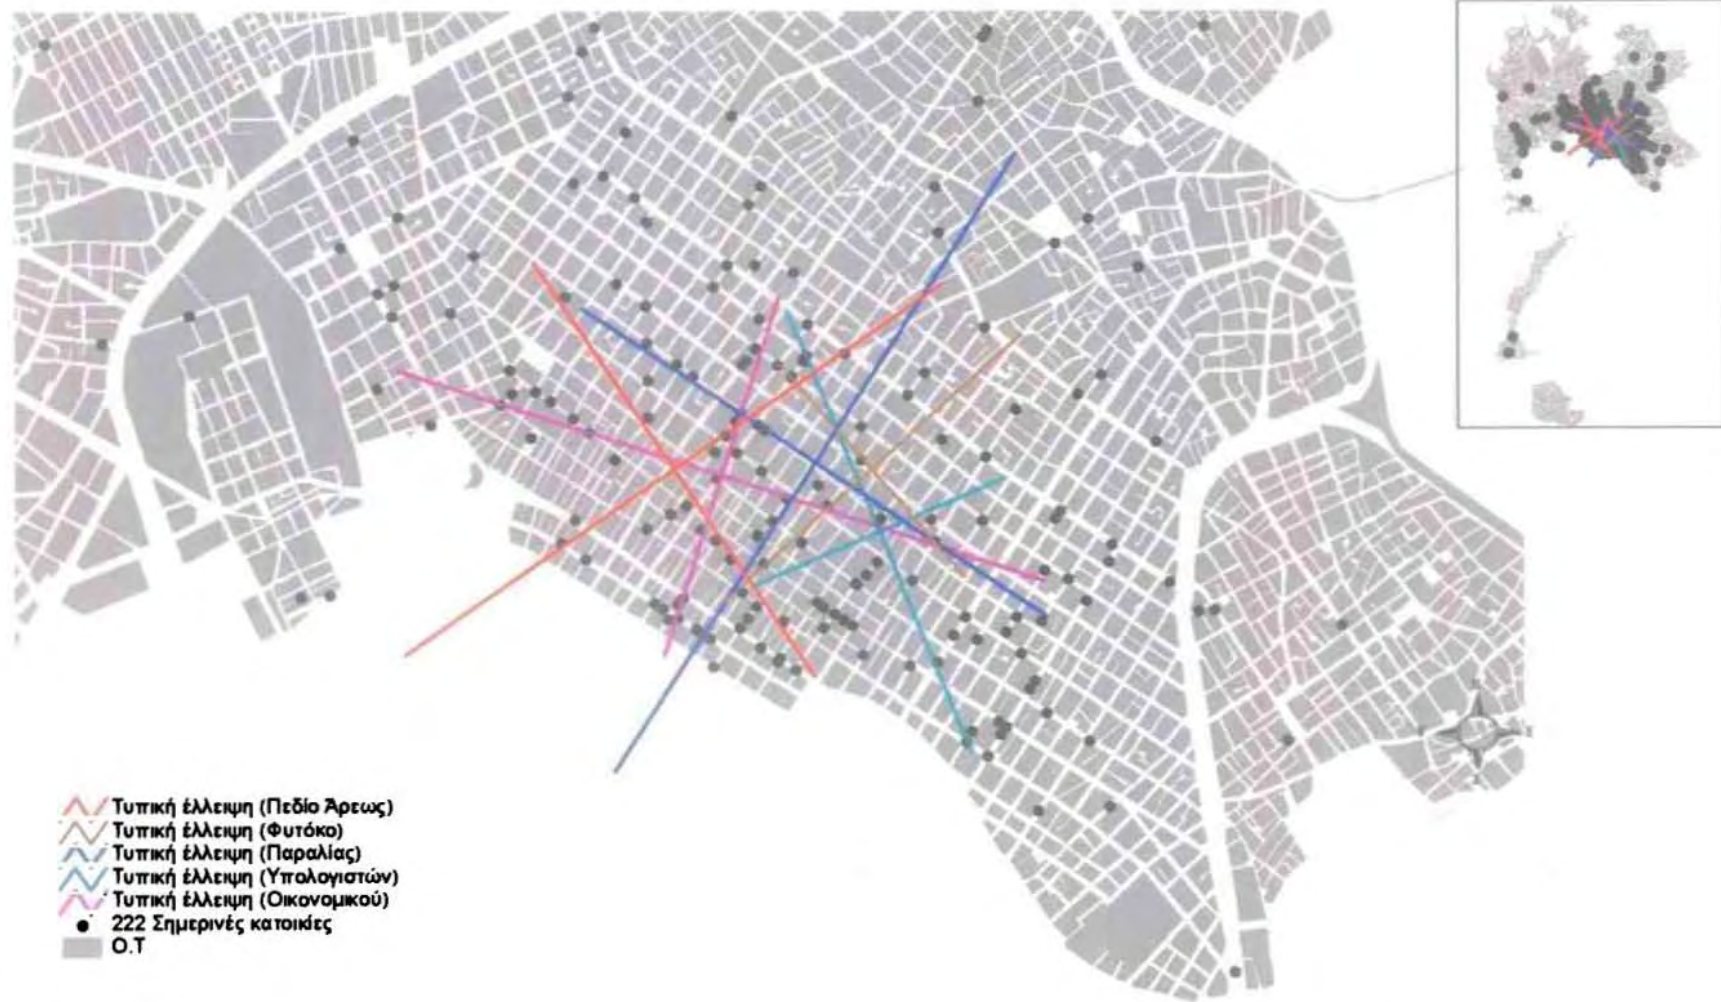 Τυπική έλλειψη (Πεδίο Άρεως)
Τυπική έλλειψη (Φυτόκο)
Τυπική έλλειψη (Παραλίας)
Τυπική έλλειψη (Υπολογιστών)
Τυπική έλλειψη (Οικονομικού)
222 Σημερινές κατοικίες
Ο.Τ